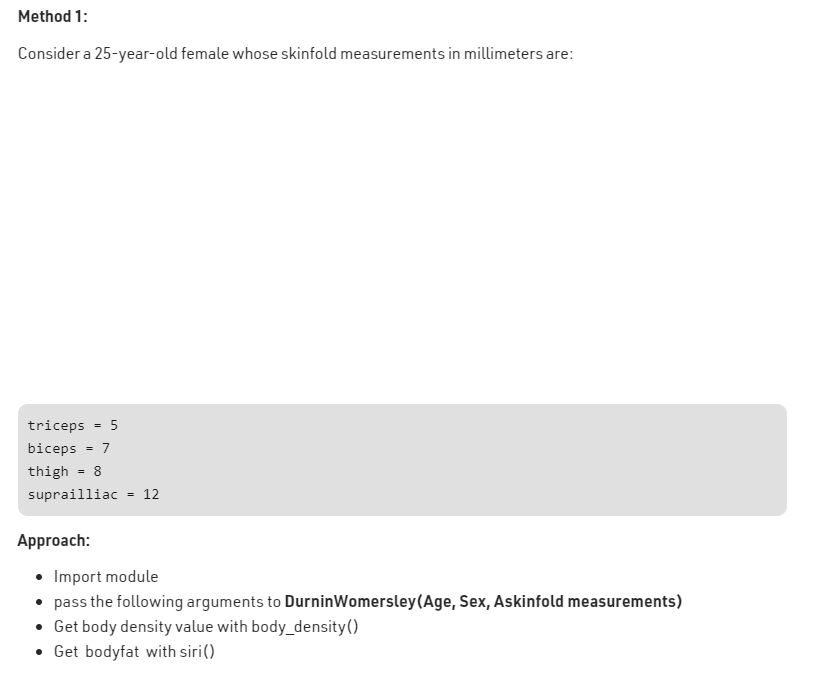 Method 1:
Consider a 25-year-old female whose skinfold measurements in millimeters are:
triceps = 5
biceps = 7
thigh = 8
suprailliac = 12
Approach:
• Import module
• pass the following arguments to DurninWomersley(Age, Sex, Askinfold measurements)
• Get body density value with body_density()
• Get bodyfat with siri()